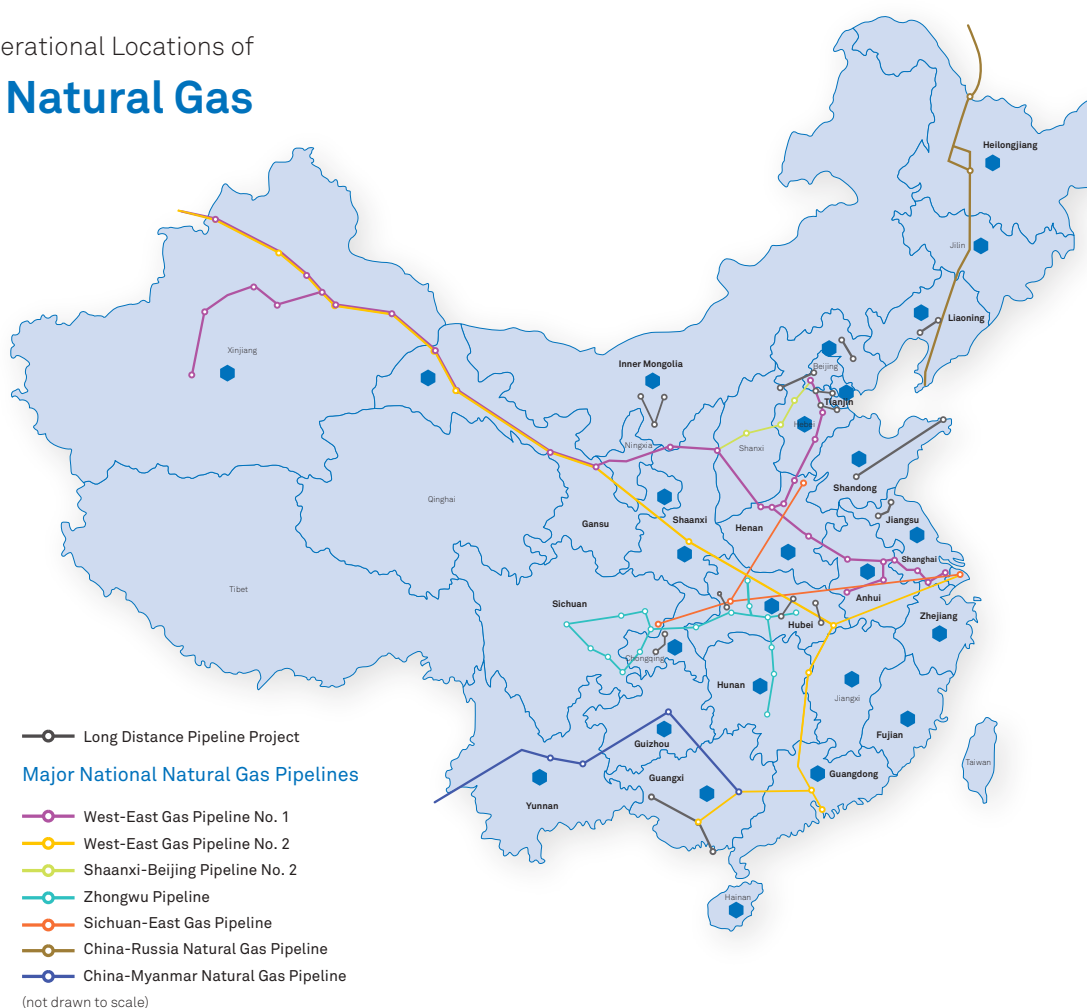 erational Locations of
Natural Gas
Heilongjiang
Jilin
Liaoning
Xinjiang
Inner Mongolia
Beijing
Tianjin
Hebei
Ningxia
Shanxi
Qinghai
Shandong
Gansu
Shaanxi
Henan
Jiangsu
Shanghai
Tibet
Sichuan
Anhui
Hubei
Zhejiang
Chongqing
Hunan
Jiangxi
Fujian
Guizhou
Guangxi
Guangdong
Taiwan
Yunnan
Hainan
Long Distance Pipeline Project
Major National Natural Gas Pipelines
West-East Gas Pipeline No. 1
West-East Gas Pipeline No. 2
Shaanxi-Beijing Pipeline No. 2
Zhongwu Pipeline
Sichuan-East Gas Pipeline
China-Russia Natural Gas Pipeline
China-Myanmar Natural Gas Pipeline
(not drawn to scale)